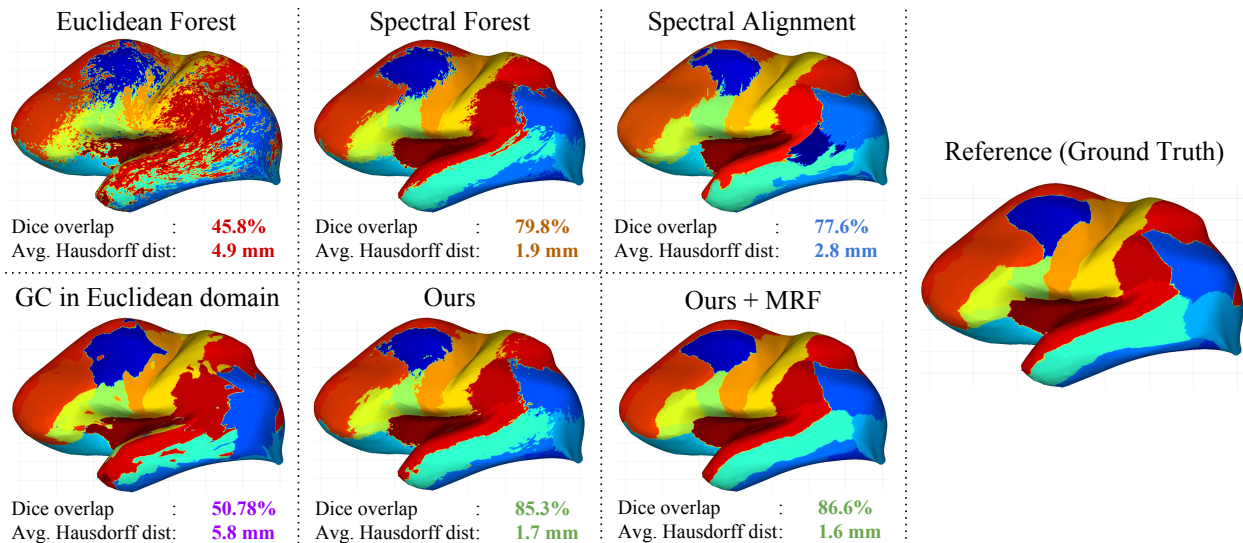 Euclidean Forest
Dice overlap : 45.8%
Avg. Hausdorff dist: 4.9 mm
Spectral Forest
Dice overlap : 79.8%
Avg. Hausdorff dist: 1.9 mm
Spectral Alignment
Dice overlap : 77.6%
Avg. Hausdorff dist: 2.8 mm
GC in Euclidean domain
Dice overlap : 50.78%
Avg. Hausdorff dist: 5.8 mm
Ours
Dice overlap : 85.3%
Avg. Hausdorff dist: 1.7 mm
Ours + MRF
Dice overlap : 86.6%
Avg. Hausdorff dist: 1.6 mm
Reference (Ground Truth)